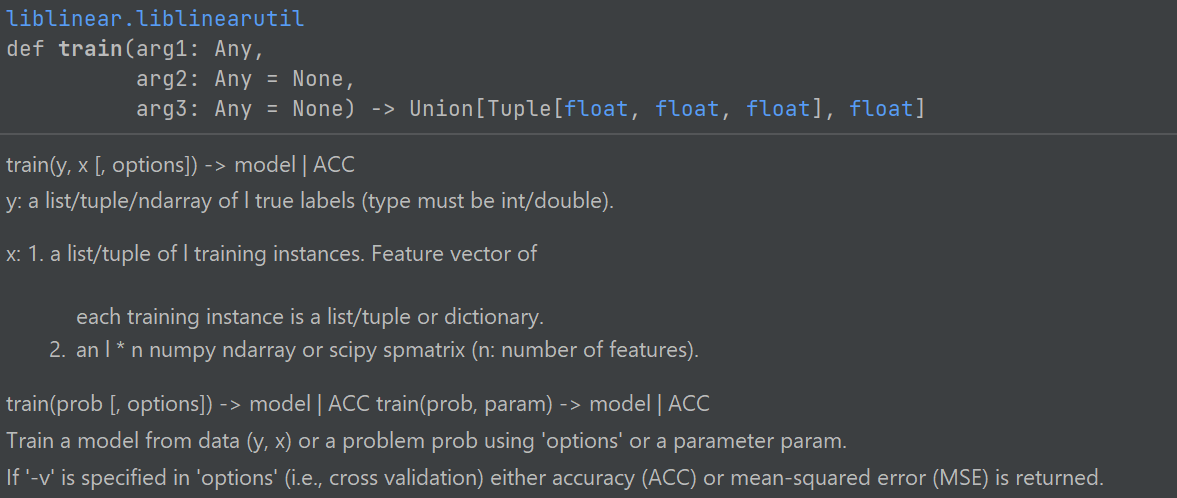 liblinear.liblinearutil
def train(arg1: Any,
arg2: Any = None,
arg3: Any = None) -> Union[Tuple[float, float, float], float]
train(y, x [, options]) -> model | ACC
y: a list/tuple/ndarray of l true labels (type must be int/double).
x: 1. a list/tuple of l training instances. Feature vector of
each training instance is a list/tuple or dictionary.
2. an l * n numpy ndarray or scipy spmatrix (n: number of features).
train(prob [, options]) -> model | ACC train(prob, param) -> model | ACC
Train a model from data (y, x) or a problem prob using 'options' or a parameter param.
If '-v' is specified in 'options' (i.e., cross validation) either accuracy (ACC) or mean-squared error (MSE) is returned.